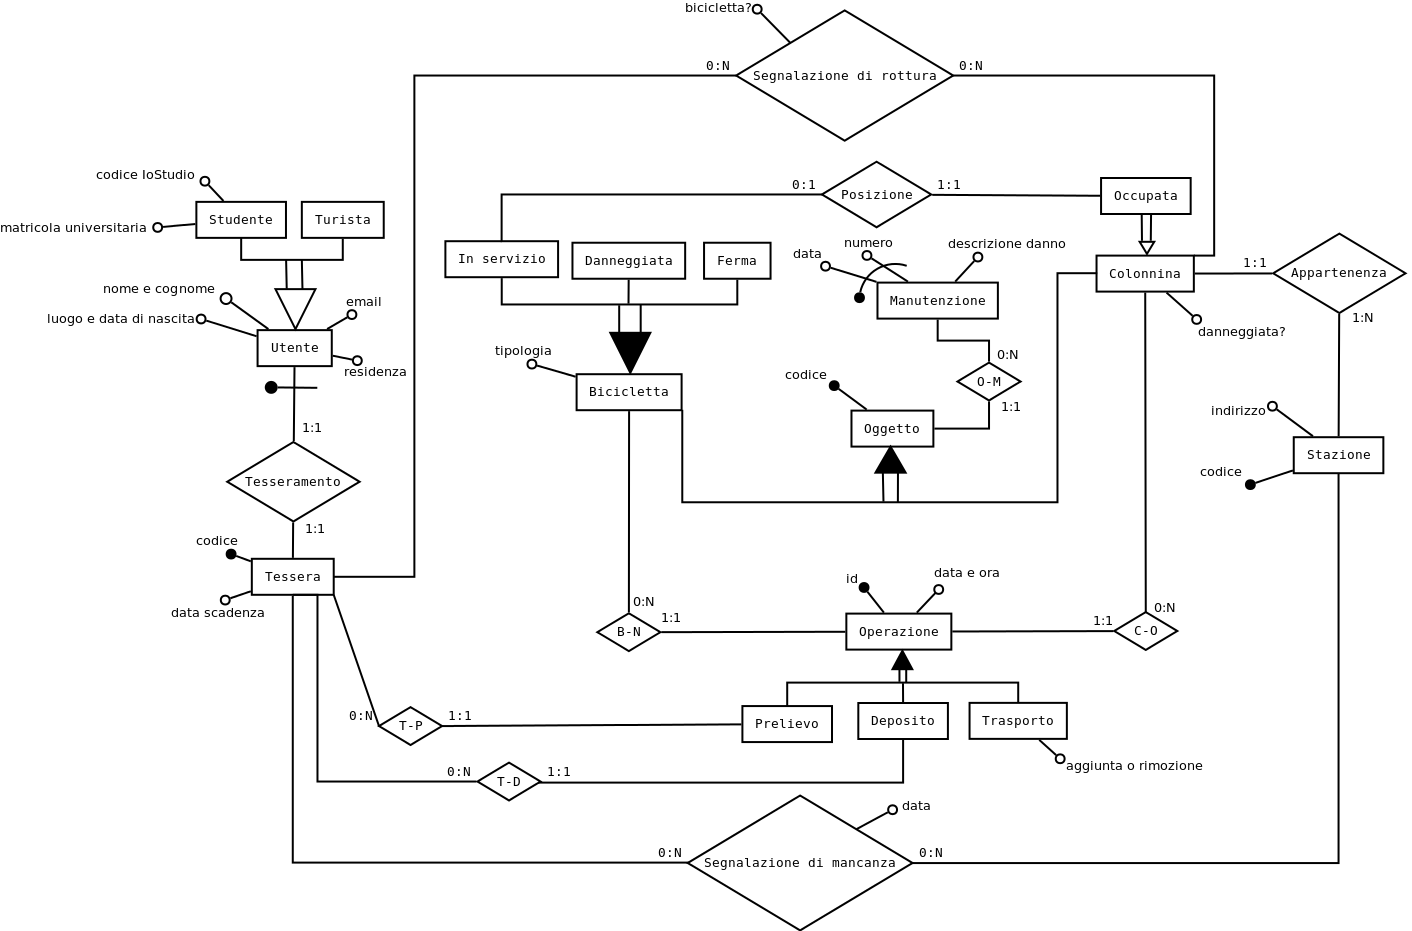 bicicletta?
0:N
Segnalazione di rottura
0:N
codice IoStudio
matricola universitaria
Studente
Turista
0:1
Posizione
1:1
Occupata
In servizio
Danneggiata
Ferma
data
numero
descrizione danno
Manutenzione
Colonnina
1:1
Appartenenza
1:N
danneggiata?
nome e cognome
email
luogo e data di nascita
Utente
residenza
tipologia
Bicicletta
0:N
O-M
1:1
codice
Oggetto
indirizzo
Stazione
codice
1:1
Tesseramento
1:1
codice
Tessera
data scadenza
id
data e ora
0:N
B-N
1:1
Operazione
1:1
C-O
0:N
0:N
T-P
1:1
Prelievo
Deposito
Trasporto
aggiunta o rimozione
0:N
T-D
1:1
data
0:N
Segnalazione di mancanza
0:N